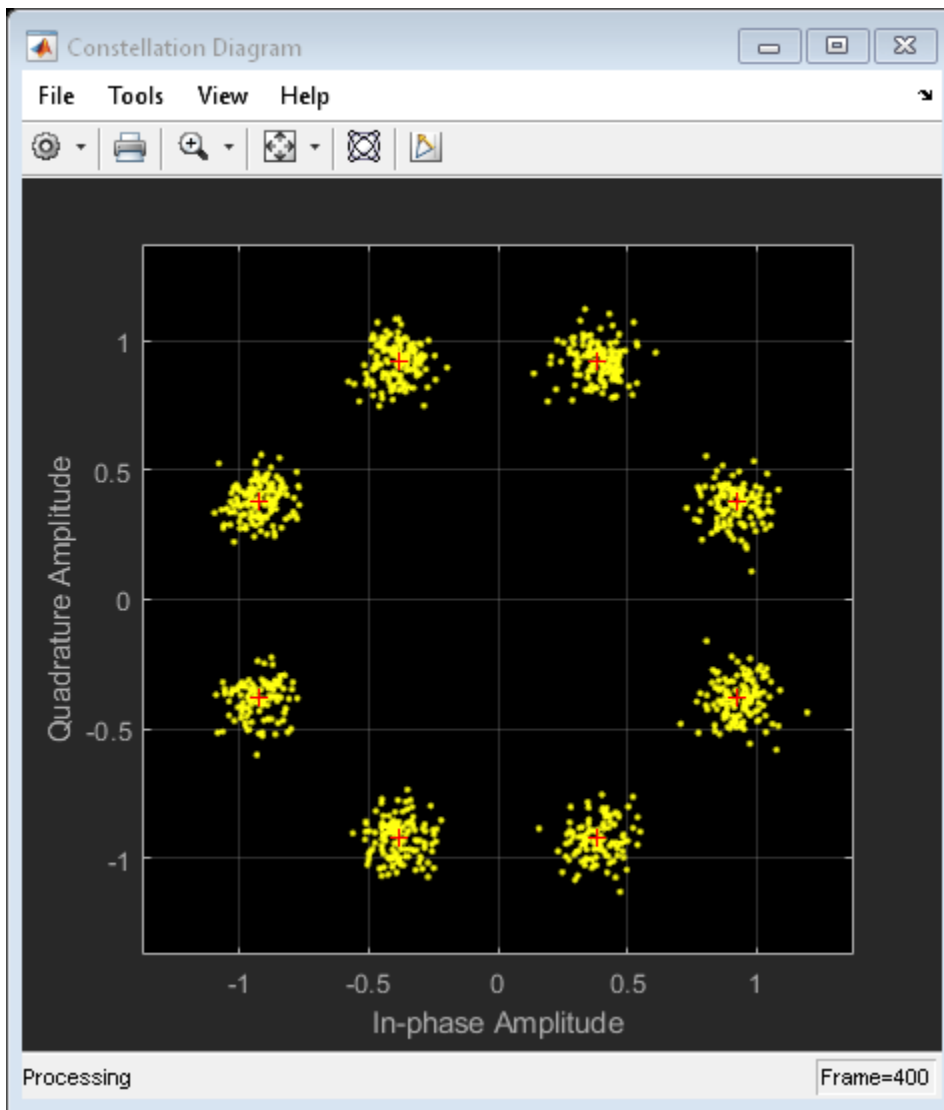 Constellation Diagram
File Tools View Help
1
0.5
0
-0.5
-1
Quadrature Amplitude
-1 -0.5 0 0.5 1
In-phase Amplitude
Processing Frame=400